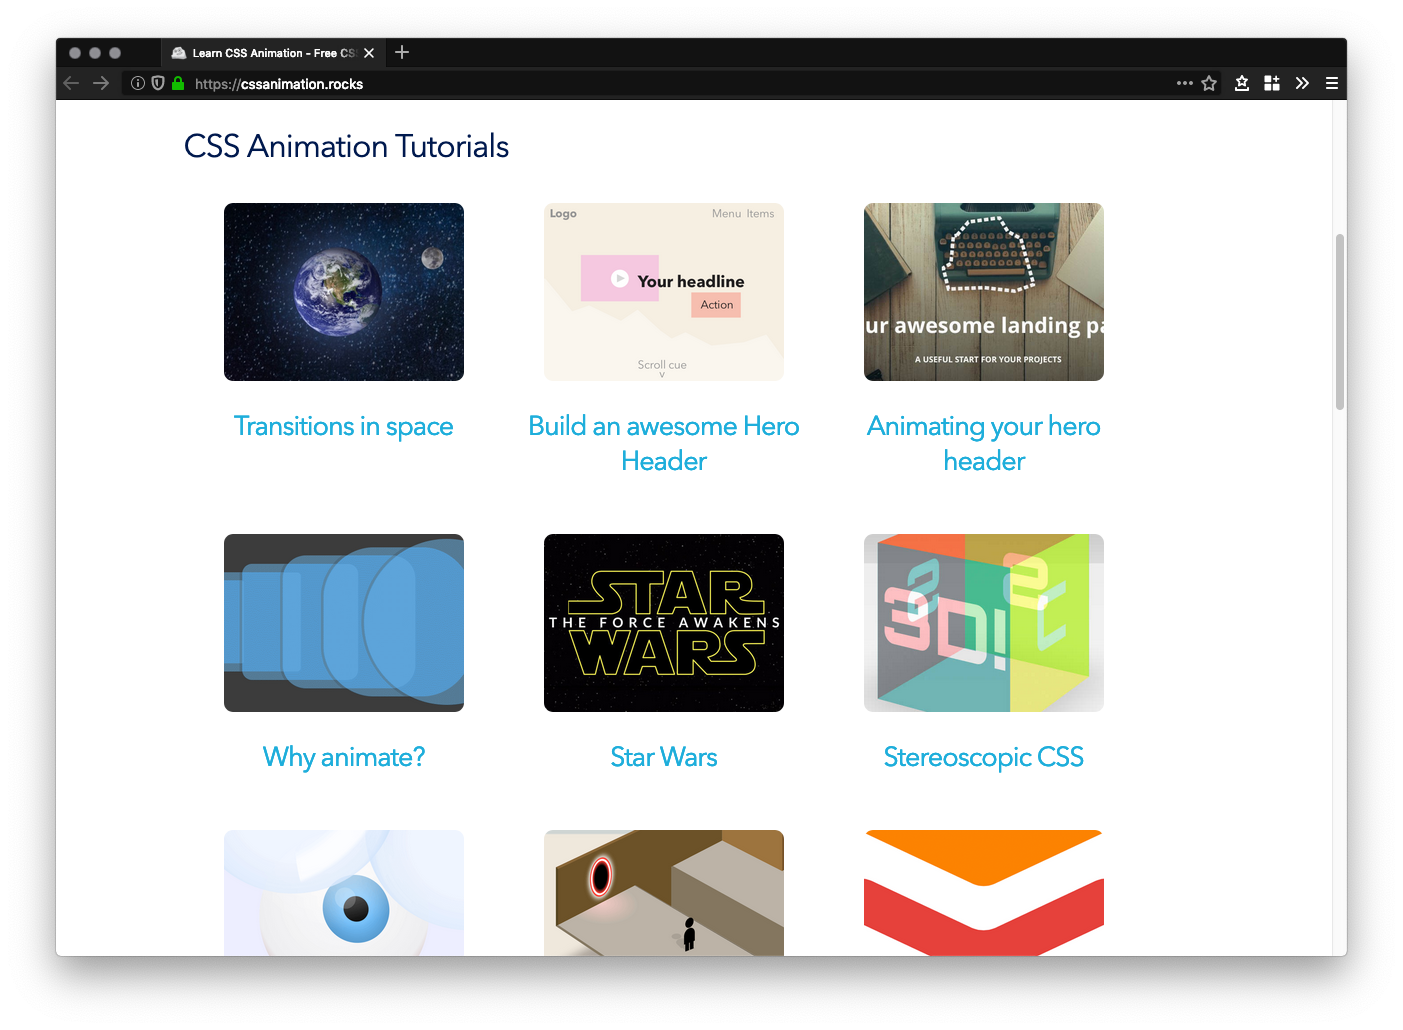 Learn CSS Animation - Free CS
https://cssanimation.rocks
CSS Animation Tutorials
Logo
Menu Items
Your headline
Action
Scroll cue
v
ur awesome landing pa
A USEFUL START FOR YOUR PROJECTS
Transitions in space
Build an awesome Hero
Header
Animating your hero
header
STAR
THE FORCE AWAKENS
WARS
3D!
Why animate?
Star Wars
Stereoscopic CSS